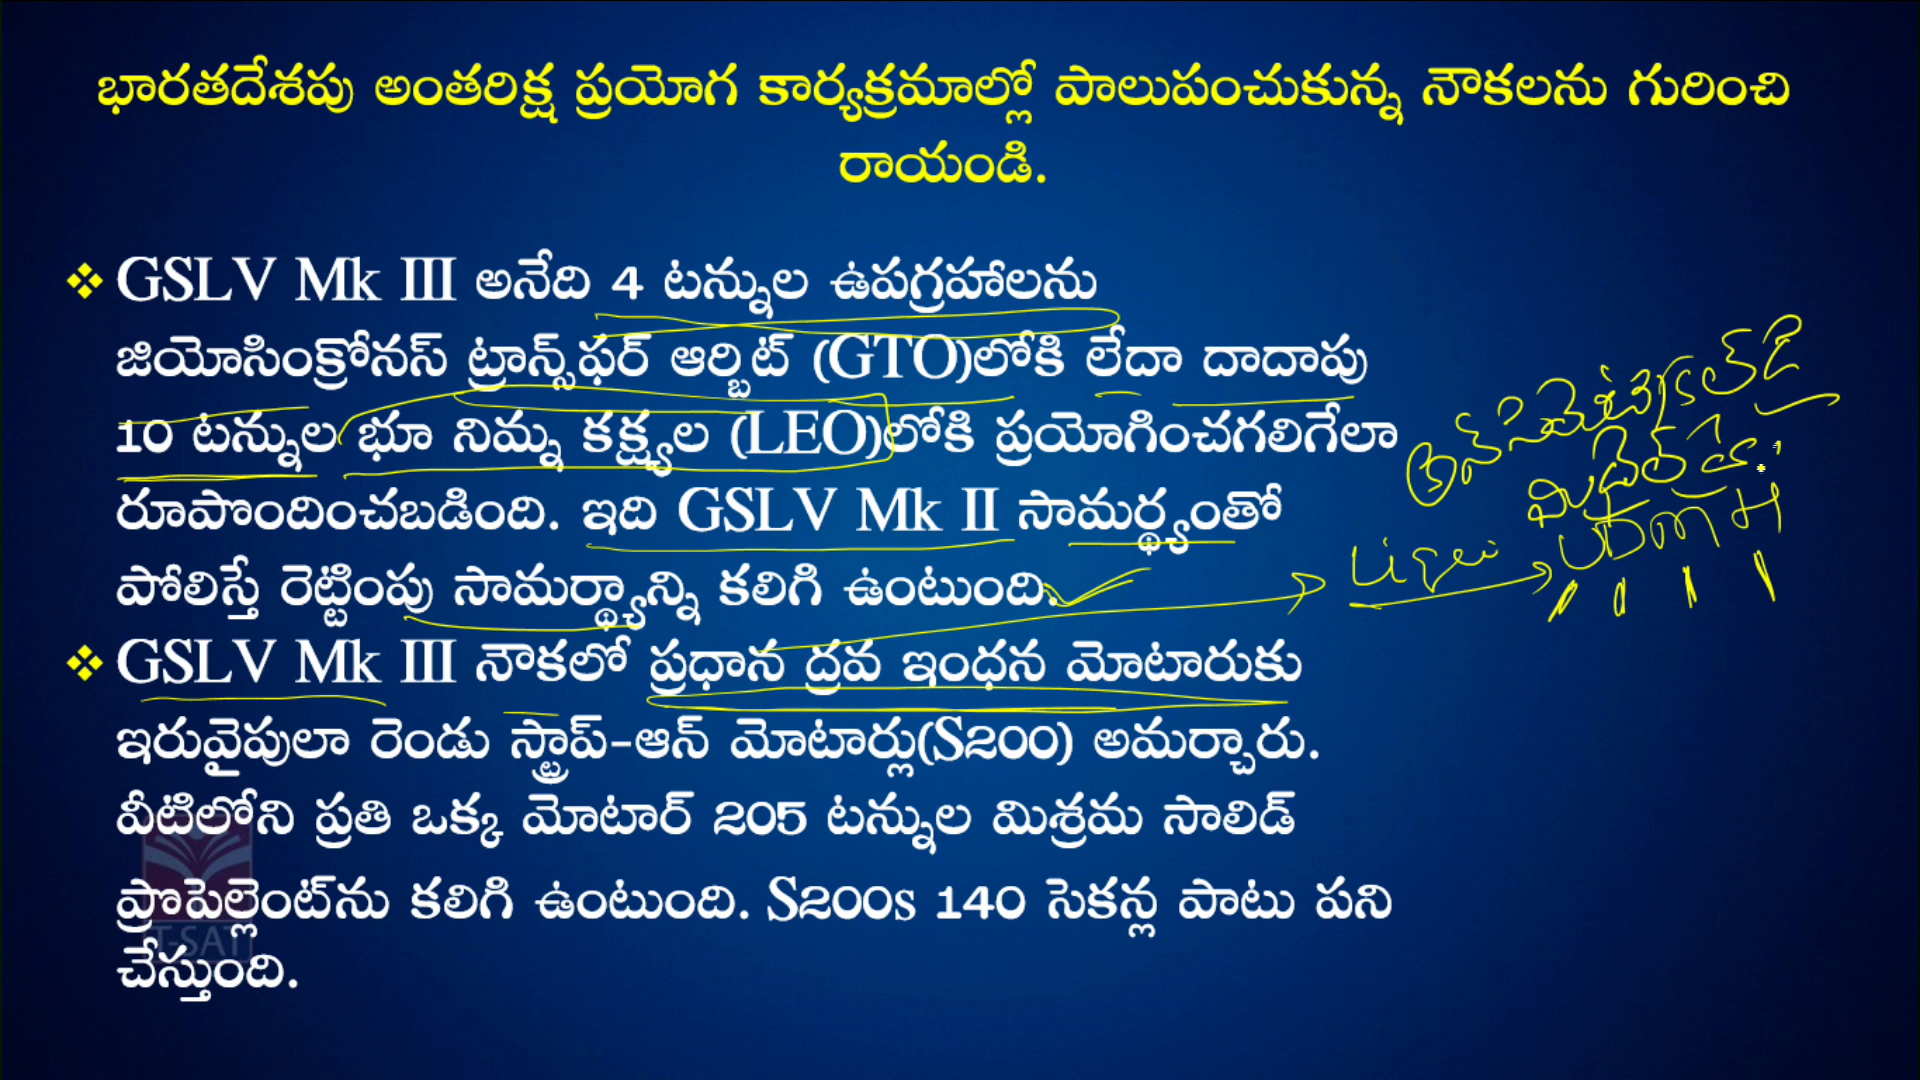 భారతదేశపు అంతరిక్ష ప్రయోగ కార్యక్రమాల్లో పాలుపంచుకున్న నౌకలను గురించి
రాయండి.
❖ GSLV Mk III అనేది 4 టన్నుల ఉపగ్రహాలను
జియోసింక్రోనస్ ట్రాన్స్‌ఫర్ ఆర్బిట్ (GTO)లోకి లేదా దాదాపు
10 టన్నుల భూ నిమ్న కక్ష్యల (LEO)లోకి ప్రయోగించగలిగేలా
రూపొందించబడింది. ఇది GSLV Mk II సామర్థ్యంతో
పోలిస్తే రెట్టింపు సామర్థ్యాన్ని కలిగి ఉంటుంది.
❖ GSLV Mk III నౌకలో ప్రధాన ద్రవ ఇంధన మోటారుకు
ఇరువైపులా రెండు స్ట్రాప్-ఆన్ మోటార్లు(S200) అమర్చారు.
వీటిలోని ప్రతి ఒక్క మోటార్ 205 టన్నుల మిశ్రమ సాలిడ్
ప్రొపెల్లెంట్‌ను కలిగి ఉంటుంది. S200s 140 సెకన్ల పాటు పని
చేస్తుంది.
T-SAT